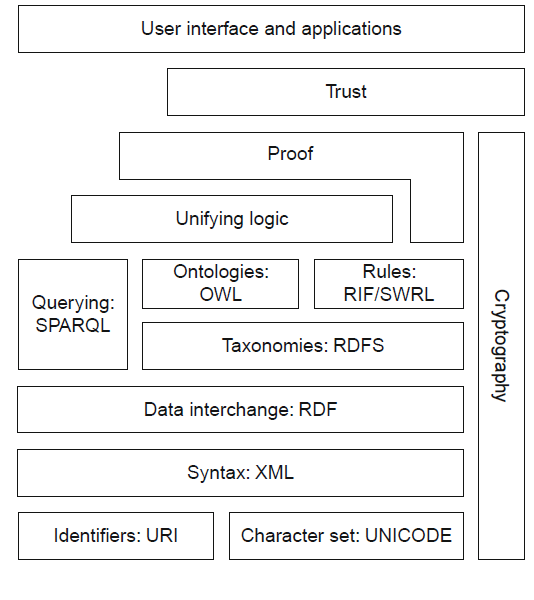 User interface and applications
Trust
Proof
Unifying logic
Querying:
SPARQL
Ontologies:
OWL
Rules:
RIF/SWRL
Taxonomies: RDFS
Cryptography
Data interchange: RDF
Syntax: XML
Identifiers: URI
Character set: UNICODE